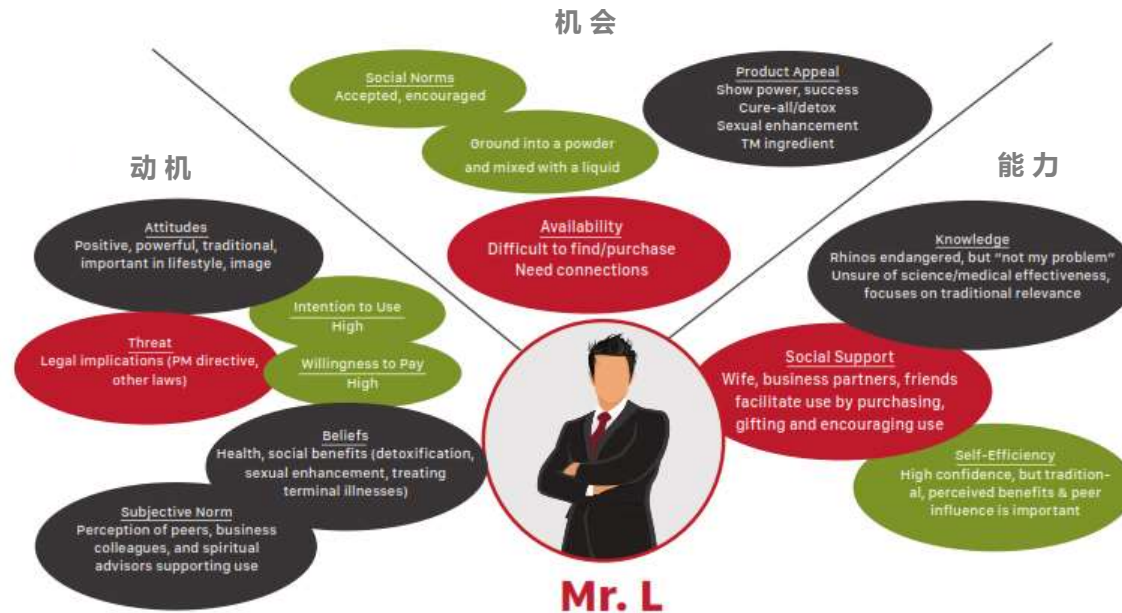 机会
Social Norms
Accepted, encouraged
Ground into a powder
and mixed with a liquid
Product Appeal
Show power, success
Cure-all/detox
Sexual enhancement
TM ingredient
Availability
Difficult to find/purchase
Need connections
动机
Attitudes
Positive, powerful, traditional,
important in lifestyle, image
Intention to Use
High
Threat
Legal implications (PM directive,
other laws)
Willingness to Pay
High
Beliefs
Health, social benefits (detoxification,
sexual enhancement, treating
terminal illnesses)
Subjective Norm
Perception of peers, business
colleagues, and spiritual
advisors supporting use
能力
Knowledge
Rhinos endangered, but “not my problem”
Unsure of science/medical effectiveness,
focuses on traditional relevance
Social Support
Wife, business partners, friends
facilitate use by purchasing,
gifting and encouraging use
Self-Efficiency
High confidence, but tradition-
al, perceived benefits & peer
influence is important
Mr. L